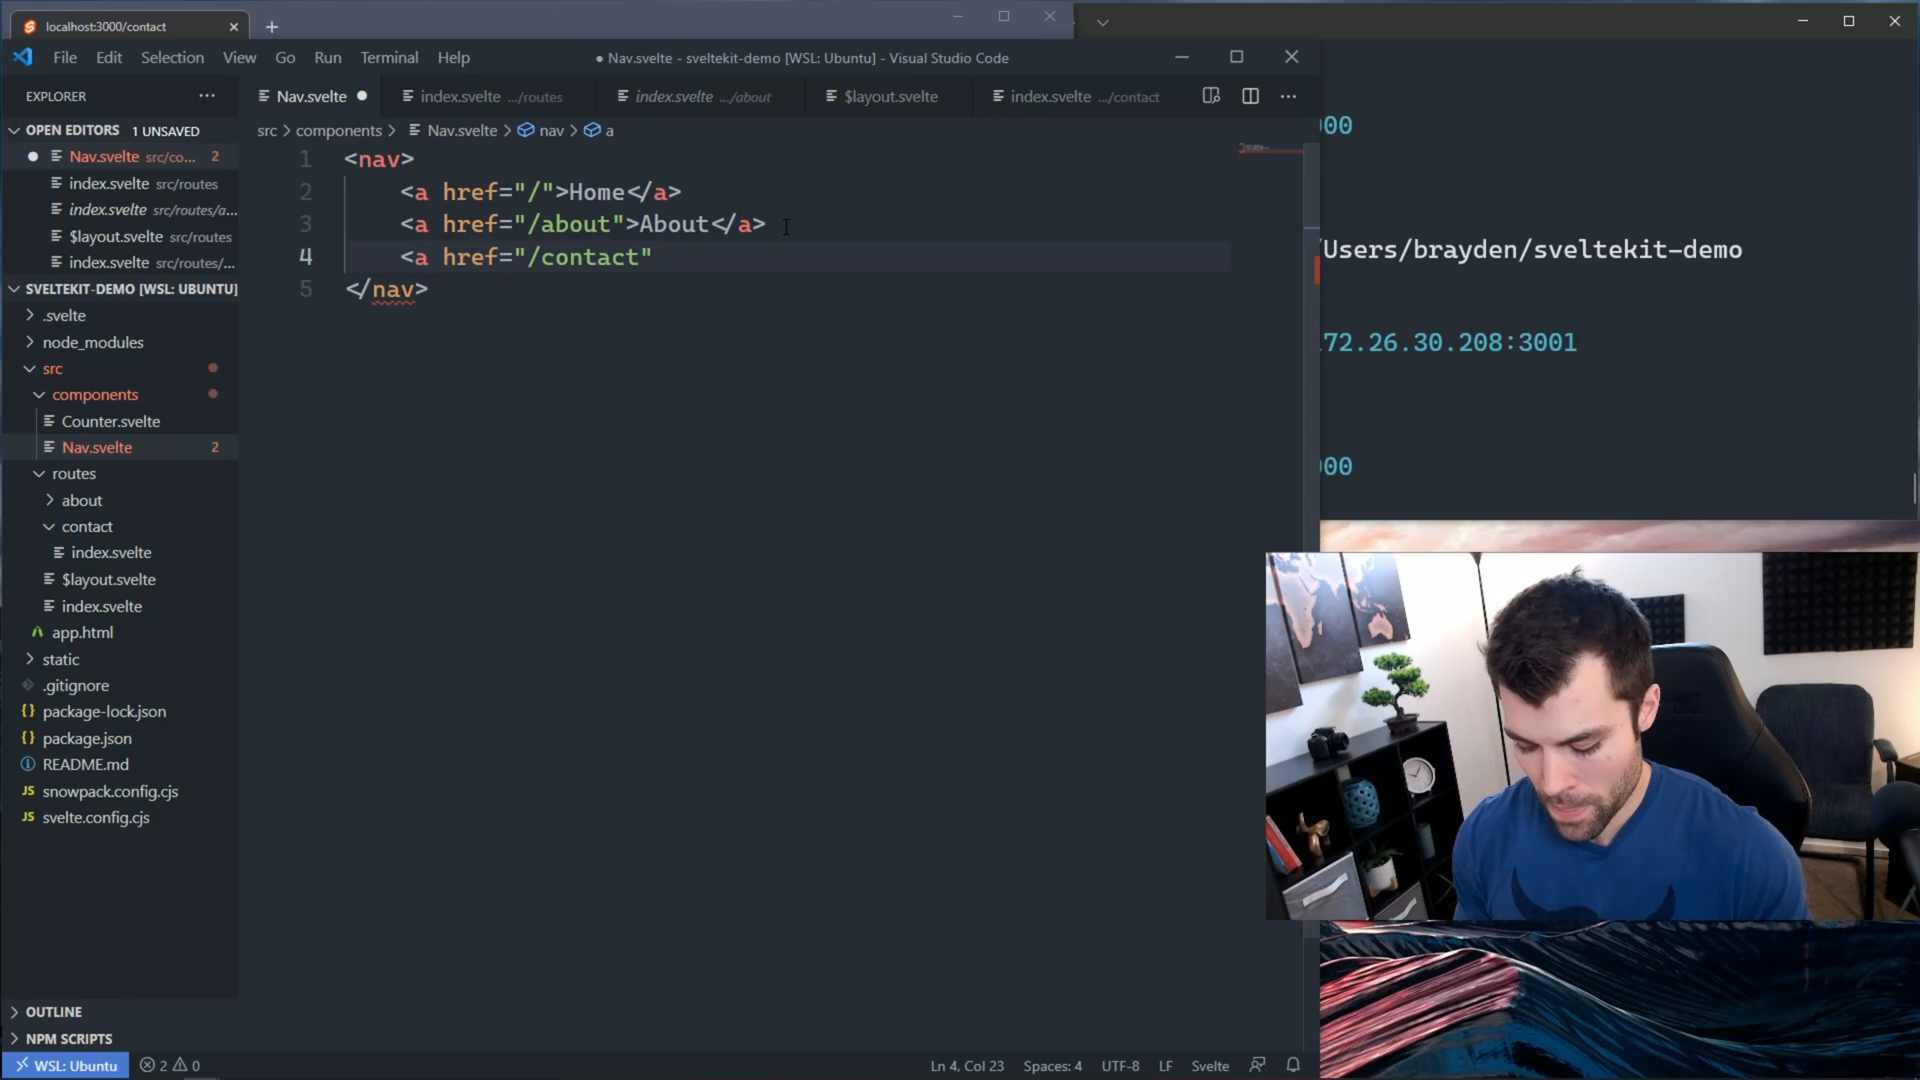 localhost:3000/contact
File Edit Selection View Go Run Terminal Help
● Nav.svelte - sveltekit-demo [WSL: Ubuntu] - Visual Studio Code
EXPLORER
Nav.svelte
index.svelte .../routes
index.svelte .../about
$layout.svelte
index.svelte .../contact
OPEN EDITORS 1 UNSAVED
src > components > Nav.svelte > nav > a
Nav.svelte src/co... 2
index.svelte src/routes
index.svelte src/routes/a...
$layout.svelte src/routes
index.svelte src/routes/...
SVELTEKIT-DEMO [WSL: UBUNTU]
.svelte
node_modules
src
components
Counter.svelte
Nav.svelte 2
routes
about
contact
index.svelte
$layout.svelte
index.svelte
app.html
static
.gitignore
package-lock.json
package.json
README.md
snowpack.config.cjs
svelte.config.cjs
OUTLINE
NPM SCRIPTS
1 <nav>
2 <a href="/">Home</a>
3 <a href="/about">About</a>
4 <a href="/contact"
5 </nav>
00
/Users/brayden/sveltekit-demo
72.26.30.208:3001
00
WSL: Ubuntu 2 0
Ln 4, Col 23 Spaces: 4 UTF-8 LF Svelte